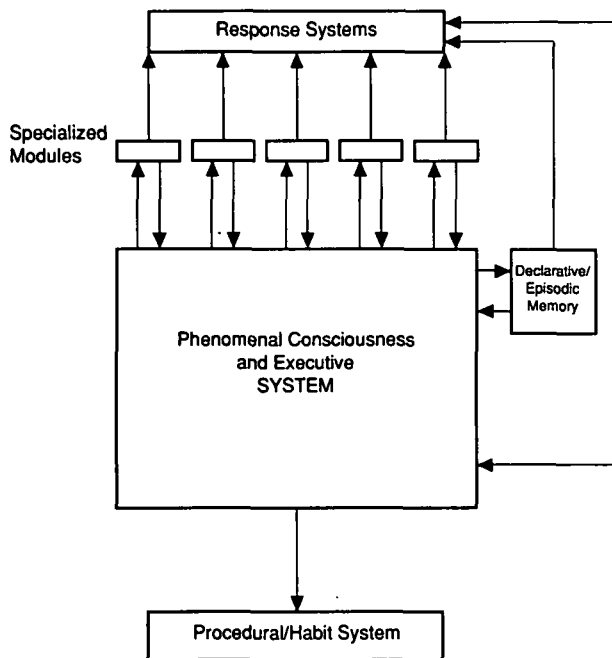 Response Systems
Specialized
Modules
Declarative/
Episodic
Memory
Phenomenal Consciousness
and Executive
SYSTEM
Procedural/Habit System